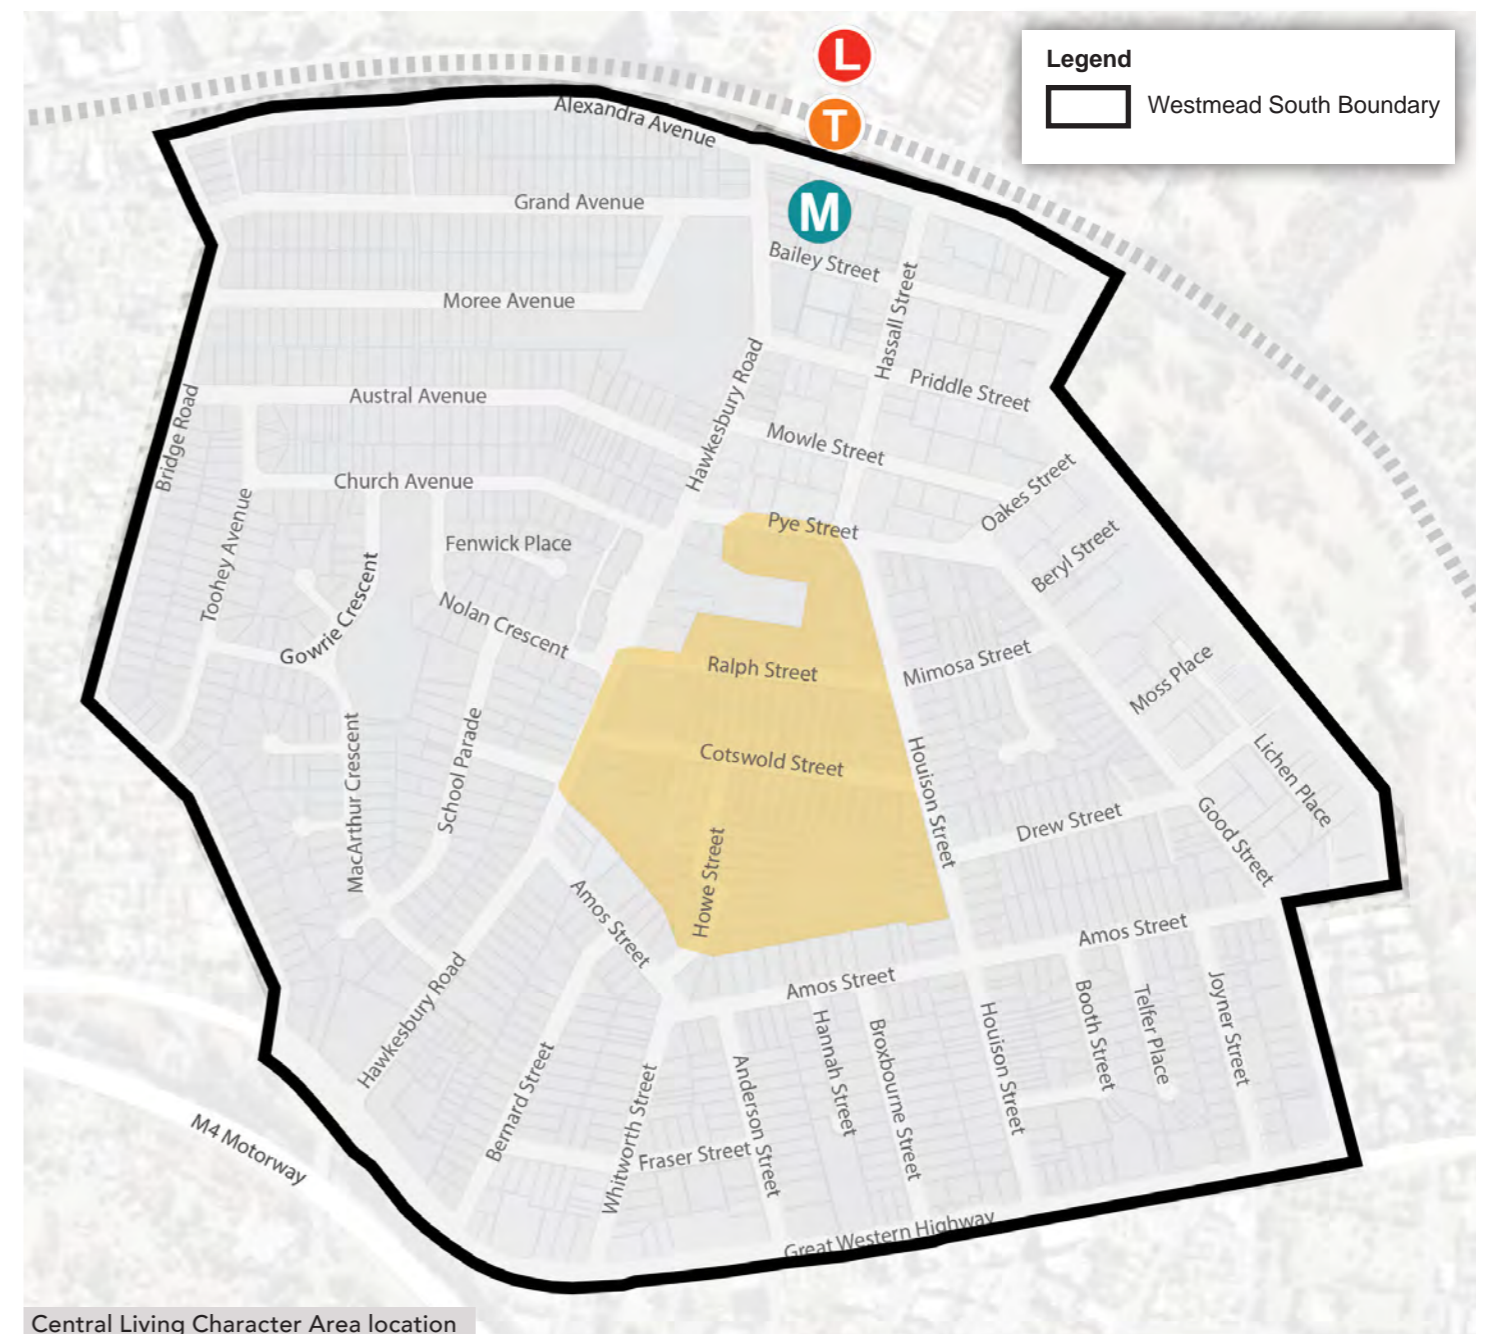 L
T
M
Legend
Westmead South Boundary
Alexandra Avenue
Grand Avenue
Bailey Street
Moree Avenue
Hassall Street
Hawkesbury Road
Priddle Street
Austral Avenue
Bridge Road
Mowle Street
Church Avenue
Oakes Street
Pye Street
Toohey Avenue
Fenwick Place
Beryl Street
Gowrie Crescent
Nolan Crescent
Ralph Street
Mimosa Street
Moss Place
MacArthur Crescent
School Parade
Cotswold Street
Houison Street
Lichen Place
Drew Street
Good Street
Howe Street
Amos Street
Amos Street
Amos Street
Hawkesbury Road
Bernard Street
Whitworth Street
Anderson Street
Hannah Street
Broxbourne Street
Houison Street
Booth Street
Telfer Place
Joyner Street
Fraser Street
M4 Motorway
Great Western Highway
Central Living Character Area location